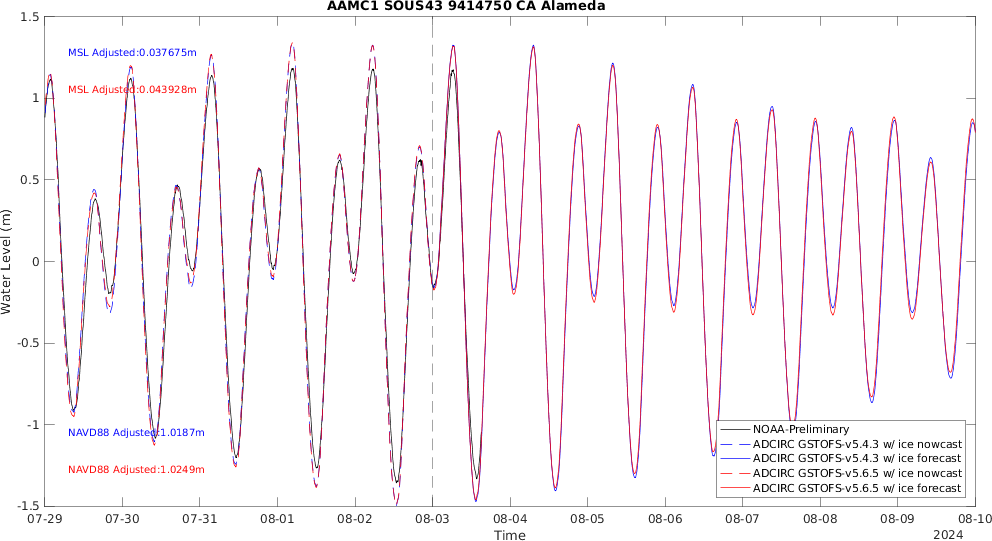 AAMC1 SOUS43 9414750 CA Alameda
1.5
1
0.5
0
-0.5
-1
-1.5
Water Level (m)
MSL Adjusted:0.037675m
MSL Adjusted:0.043928m
NAVD88 Adjusted:1.0187m
NAVD88 Adjusted:1.0249m
NOAA-Preliminary
ADCIRC GSTOFS-v5.4.3 w/ ice nowcast
ADCIRC GSTOFS-v5.4.3 w/ ice forecast
ADCIRC GSTOFS-v5.6.5 w/ ice nowcast
ADCIRC GSTOFS-v5.6.5 w/ ice forecast
07-29 07-30 07-31 08-01 08-02 08-03 08-04 08-05 08-06 08-07 08-08 08-09 08-10
Time
2024